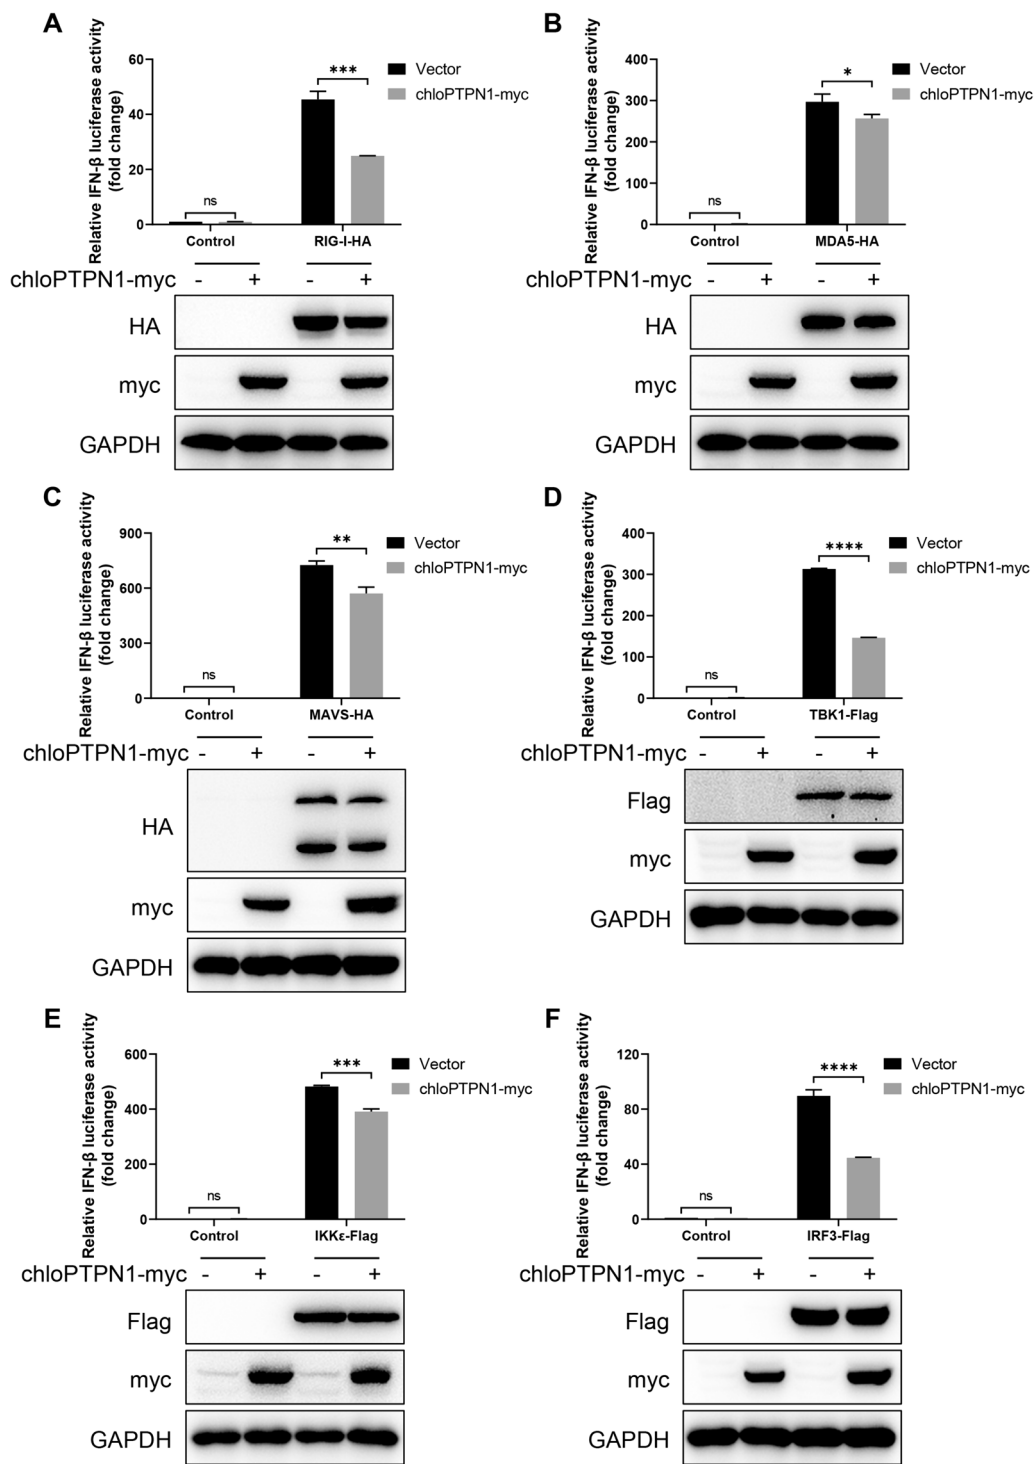 A
Relative IFN-β luciferase activity
(fold change)
60
40
20
0
***
ns
Vector
chloPTPN1-myc
Control RIG-I-HA
chloPTPN1-myc - + - +
HA
myc
GAPDH
B
Relative IFN-β luciferase activity
(fold change)
400
300
200
100
0
*
ns
Vector
chloPTPN1-myc
Control MDA5-HA
chloPTPN1-myc - + - +
HA
myc
GAPDH
C
Relative IFN-β luciferase activity
(fold change)
900
600
300
0
**
ns
Vector
chloPTPN1-myc
Control MAVS-HA
chloPTPN1-myc - + - +
HA
myc
GAPDH
D
Relative IFN-β luciferase activity
(fold change)
400
300
200
100
0
****
ns
Vector
chloPTPN1-myc
Control TBK1-Flag
chloPTPN1-myc - + - +
Flag
myc
GAPDH
E
Relative IFN-β luciferase activity
(fold change)
600
400
200
0
***
ns
Vector
chloPTPN1-myc
Control IKKε-Flag
chloPTPN1-myc - + - +
Flag
myc
GAPDH
F
Relative IFN-β luciferase activity
(fold change)
120
80
40
0
****
ns
Vector
chloPTPN1-myc
Control IRF3-Flag
chloPTPN1-myc - + - +
Flag
myc
GAPDH